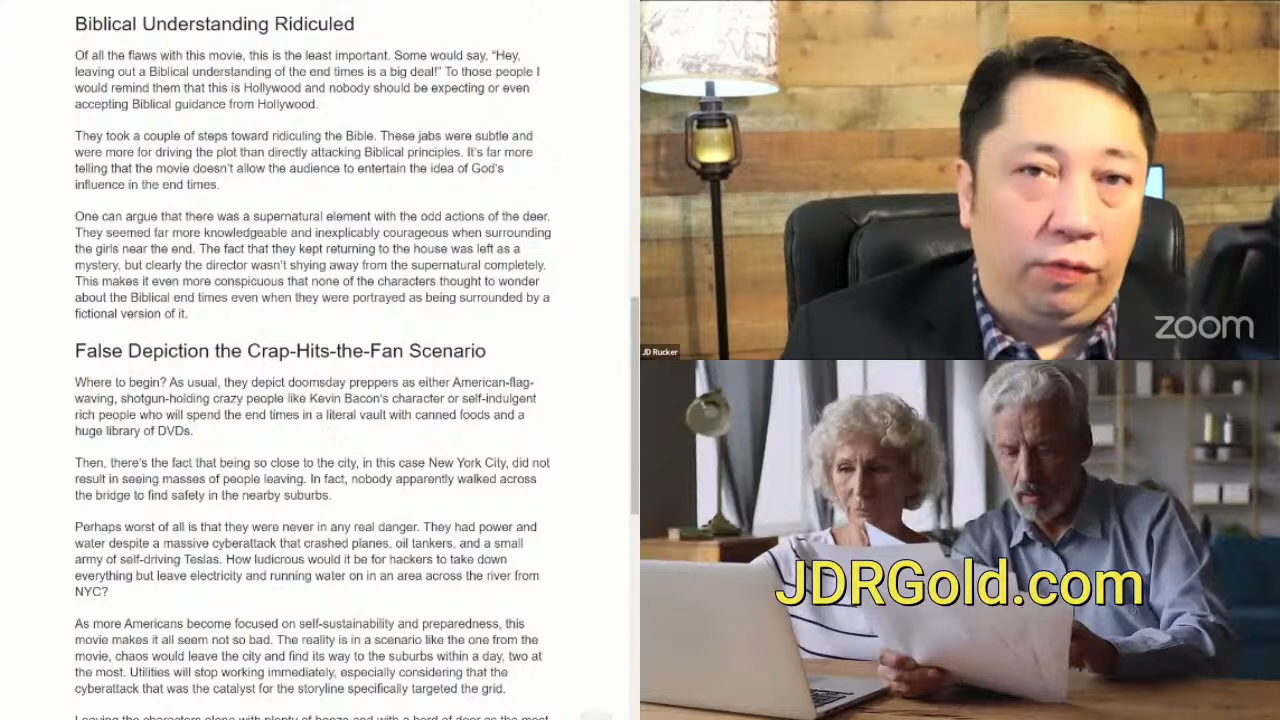 Biblical Understanding Ridiculed
Of all the flaws with this movie, this is the least important. Some would say, “Hey,
leaving out a Biblical understanding of the end times is a big deal!” To those people I
would remind them that this is Hollywood and nobody should be expecting or even
accepting Biblical guidance from Hollywood.
They took a couple of steps toward ridiculing the Bible. These jabs were subtle and
were more for driving the plot than directly attacking Biblical principles. It’s far more
telling that the movie doesn’t allow the audience to entertain the idea of God’s
influence in the end times.
One can argue that there was a supernatural element with the odd actions of the deer.
They seemed far more knowledgeable and inexplicably courageous when surrounding
the girls near the end. The fact that they kept returning to the house was left as a
mystery, but clearly the director wasn’t shying away from the supernatural completely.
This makes it even more conspicuous that none of the characters thought to wonder
about the Biblical end times even when they were portrayed as being surrounded by a
fictional version of it.
False Depiction the Crap-Hits-the-Fan Scenario
Where to begin? As usual, they depict doomsday preppers as either American-flag-
waving, shotgun-holding crazy people like Kevin Bacon’s character or self-indulgent
rich people who will spend the end times in a literal vault with canned foods and a
huge library of DVDs.
Then, there’s the fact that being so close to the city, in this case New York City, did not
result in seeing masses of people leaving. In fact, nobody apparently walked across
the bridge to find safety in the nearby suburbs.
Perhaps worst of all is that they were never in any real danger. They had power and
water despite a massive cyberattack that crashed planes, oil tankers, and a small
army of self-driving Teslas. How ludicrous would it be for hackers to take down
everything but leave electricity and running water on in an area across the river from
NYC?
As more Americans become focused on self-sustainability and preparedness, this
movie makes it all seem not so bad. The reality is in a scenario like the one from the
movie, chaos would leave the city and find its way to the suburbs within a day, two at
the most. Utilities will stop working immediately, especially considering that the
cyberattack that was the catalyst for the storyline specifically targeted the grid.
Leaving the characters alone with plenty of booze and with a herd of deer as the most
zoom
JD Rucker
JDRGold.com